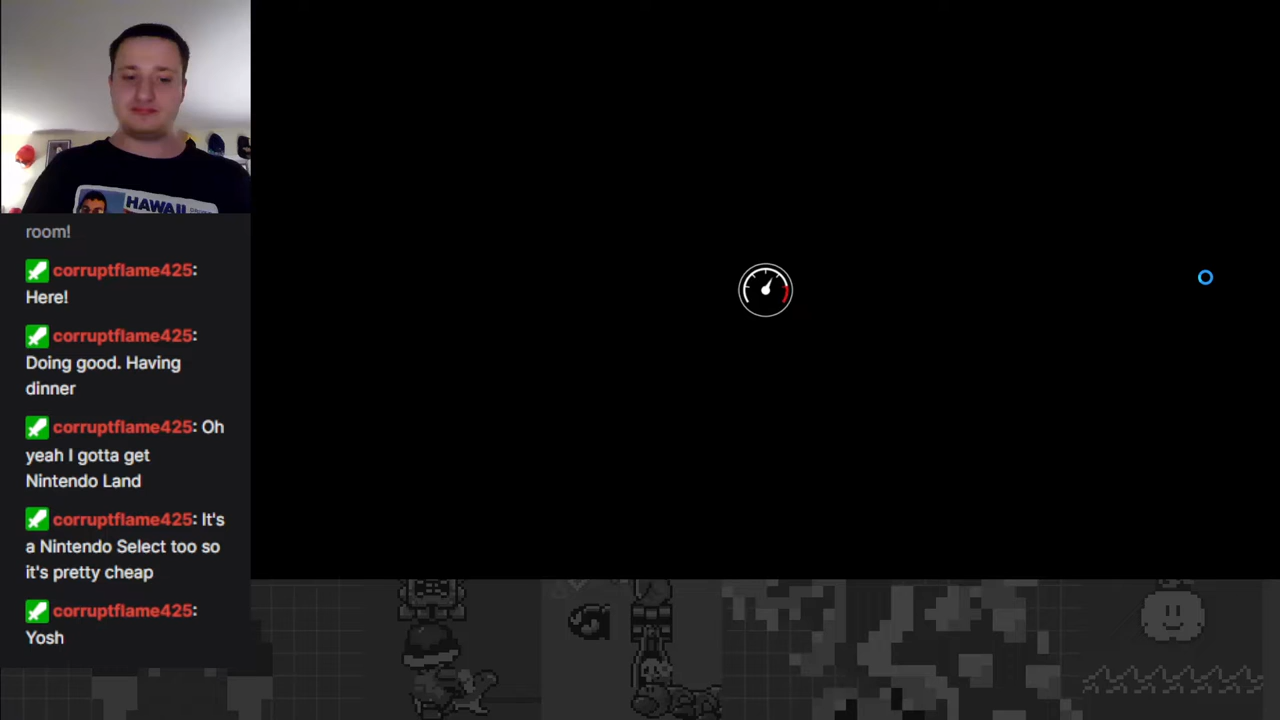 HAWAII
room!
corruptflame425:
Here!
corruptflame425:
Doing good. Having
dinner
corruptflame425: Oh
yeah I gotta get
Nintendo Land
corruptflame425: It's
a Nintendo Select too so
it's pretty cheap
corruptflame425:
Yosh